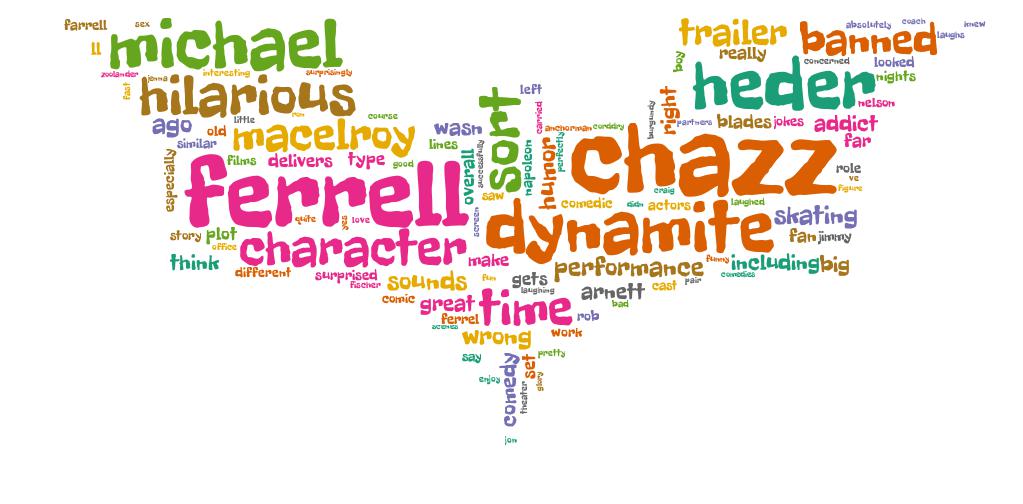 farrell
sex
ll
michael
zoolander
jenna
interesting
surprisingly
fast
hilarious
little
ron
course
ago
old
macelroy
similar
films
delivers
type
good
especially
ferrell
quite
yes
love
story
plot
office
character
think
different
surprised
fischer
make
sounds
comic
great
ferrel
scenes
time
fun
gets
laughing
wrong
work
say
pretty
enjoy
comedy
set
theater
glory
jon
wasn
lines
overall
successfully
saw
screen
sort
left
carried
napoleon
anchorman
corddry
perfectly
humor
comedic
didn
craig
actors
laughed
dynamite
chazz
performance
arnett
bad
rob
cast
pair
funny
comedies
including
big
skating
fan
jimmy
role
ve
figure
far
addict
jokes
blades
partners
burgundy
right
boy
trailer
really
banned
absolutely
coach
knew
laughs
concerned
looked
heder
nights
nelson